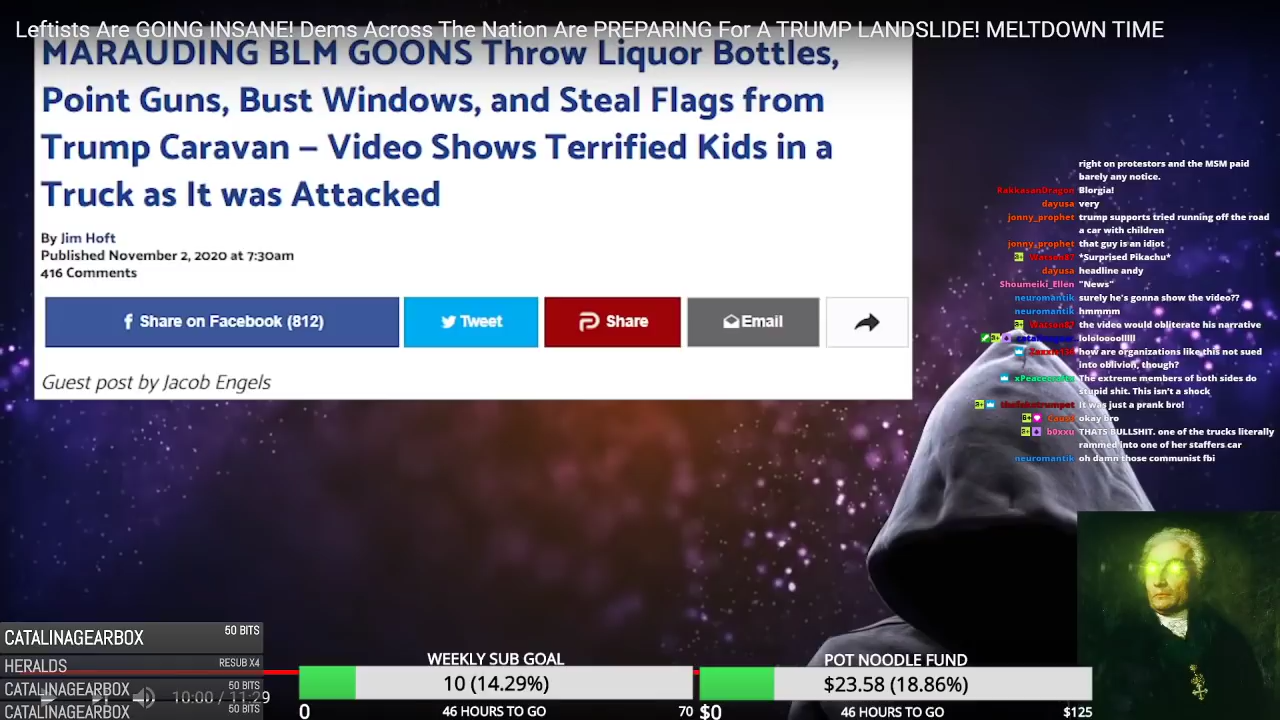 Leftists Are GOING INSANE! Dems Across The Nation Are PREPARING For A TRUMP LANDSLIDE! MELTDOWN TIME
MARAUDING BLM GOONS Throw Liquor Bottles,
Point Guns, Bust Windows, and Steal Flags from
Trump Caravan – Video Shows Terrified Kids in a
Truck as It was Attacked
By Jim Hoft
Published November 2, 2020 at 7:30am
416 Comments
Share on Facebook (812)
Tweet
Share
Email
Guest post by Jacob Engels
right on protestors and the MSM paid
barely any notice.
RakkasanDragon Blorgia!
dayusa very
jonny_prophet trump supports tried running off the road
a car with children
jonny_prophet that guy is an idiot
Watson87 *Surprised Pikachu*
dayusa headline andy
Shoumeiki_Ellen "News"
neuromantik surely he's gonna show the video??
neuromantik hmmmm
Watson87 the video would obliterate his narrative
lololoooolllll
how are organizations like this not sued
into oblivion, though?
The extreme members of both sides do
stupid shit. This isn't a shock
It was just a prank bro!
okay bro
b0xxu THATS BULLSHIT. one of the trucks literally
rammed into one of her staffers car
neuromantik oh damn those communist fbi
CATALINAGEARBOX 50 BITS
HERALDS RESUB X4
CATALINAGEARBOX 50 BITS
CATALINAGEARBOX 50 BITS
10:00 / 11:29
WEEKLY SUB GOAL
10 (14.29%)
0 46 HOURS TO GO 70
POT NOODLE FUND
$23.58 (18.86%)
$0 46 HOURS TO GO $125